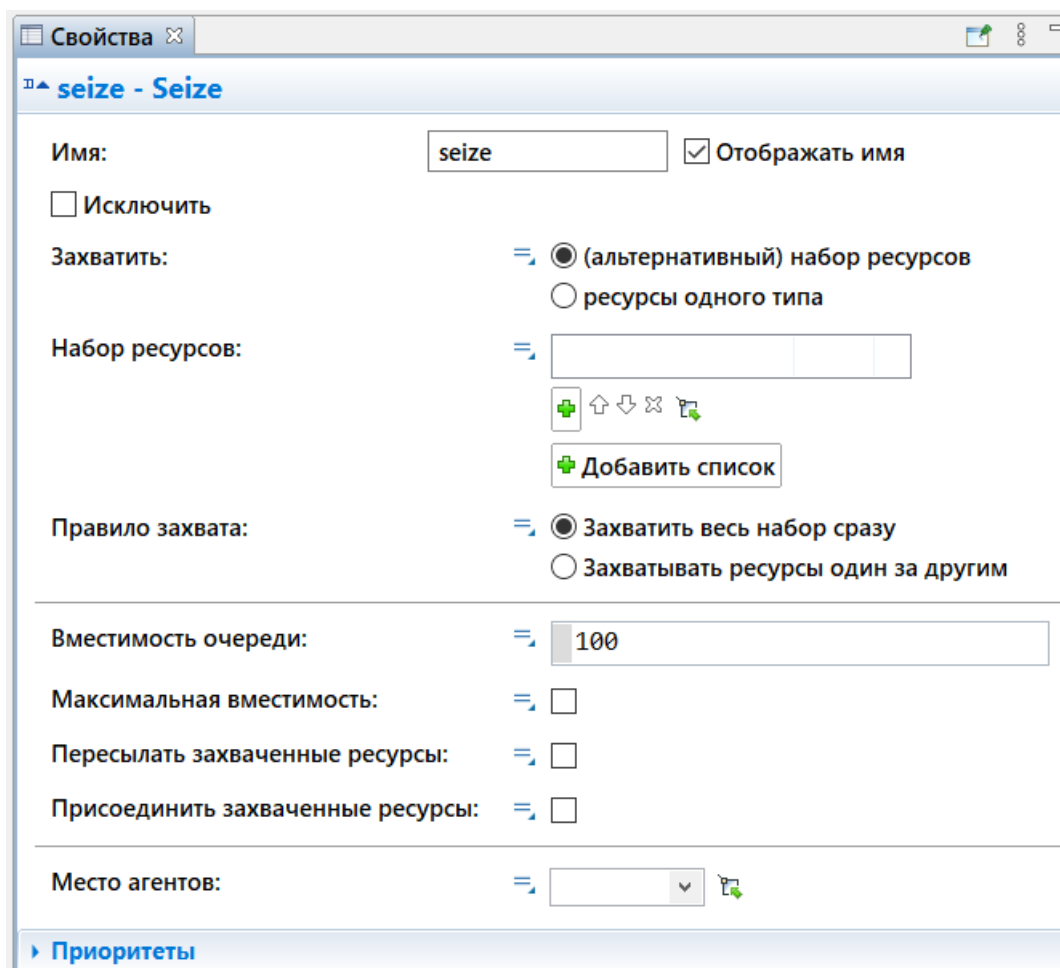 Свойства
seize - Seize
Имя: seize Отображать имя
Исключить
Захватить: (альтернативный) набор ресурсов
ресурсы одного типа
Набор ресурсов:
Добавить список
Правило захвата: Захватить весь набор сразу
Захватывать ресурсы один за другим
Вместимость очереди: 100
Максимальная вместимость:
Пересылать захваченные ресурсы:
Присоединить захваченные ресурсы:
Место агентов:
Приоритеты